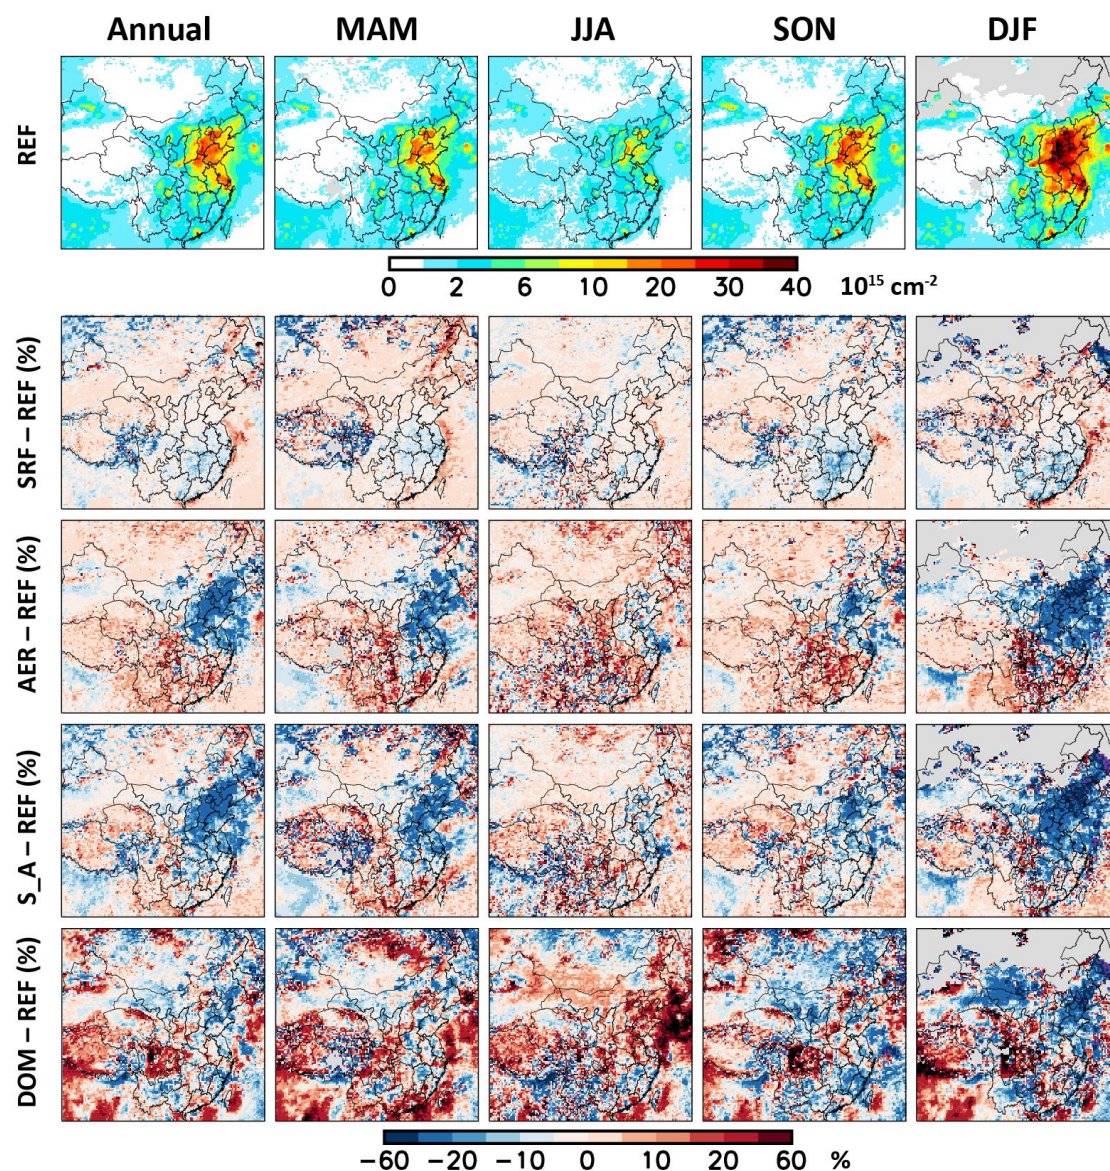 Annual MAM JJA SON DJF
REF
0 2 6 10 20 30 40 10¹⁵ cm⁻²
SRF – REF (%)
AER – REF (%)
S_A – REF (%)
DOM – REF (%)
−60 −20 −10 0 10 20 60 %